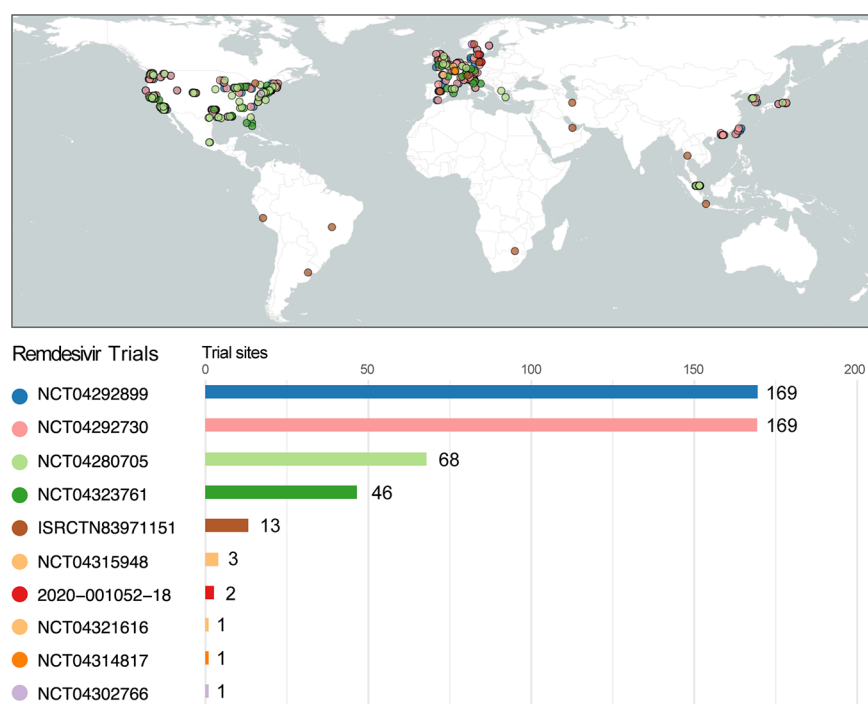 Remdesivir Trials Trial sites
0 50 100 150 200
NCT04292899 169
NCT04292730 169
NCT04280705 68
NCT04323761 46
ISRCTN83971151 13
NCT04315948 3
2020−001052−18 2
NCT04321616 1
NCT04314817 1
NCT04302766 1